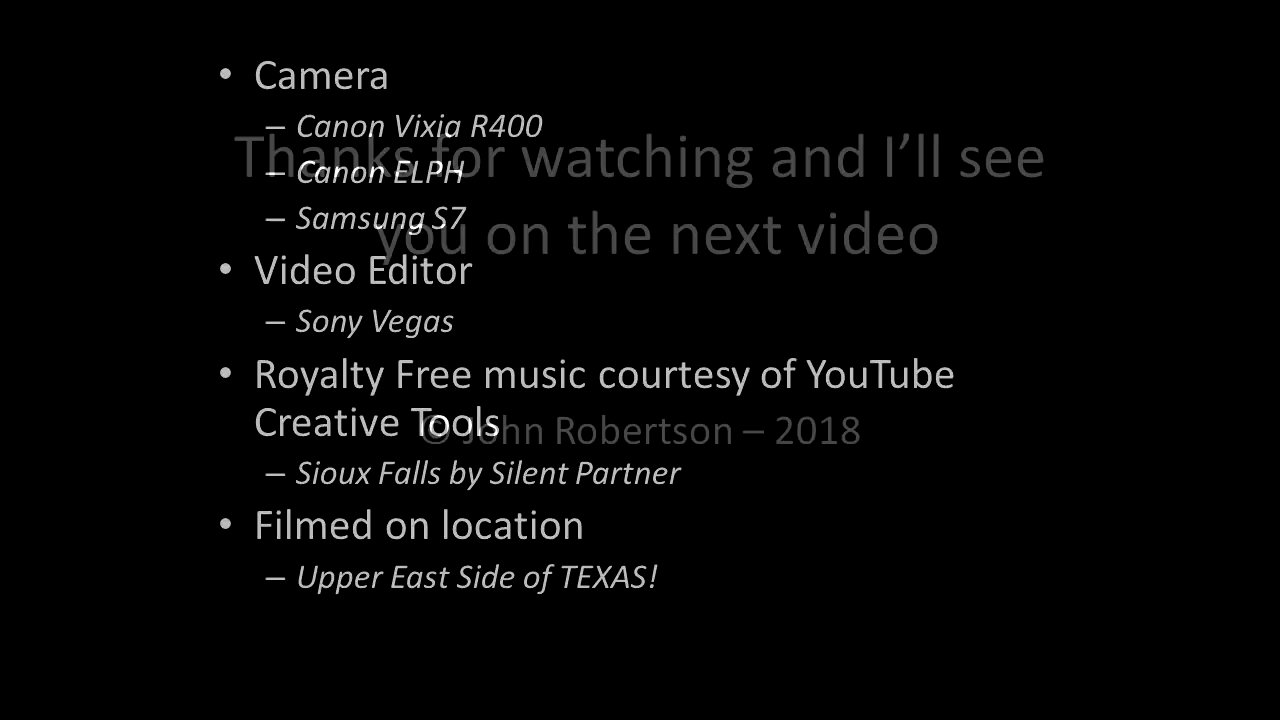 • Camera
– Canon Vixia R400
– Canon ELPH
– Samsung S7
• Video Editor
– Sony Vegas
• Royalty Free music courtesy of YouTube
Creative Tools
– Sioux Falls by Silent Partner
• Filmed on location
– Upper East Side of TEXAS!
Thanks for watching and I’ll see
you on the next video
© John Robertson – 2018